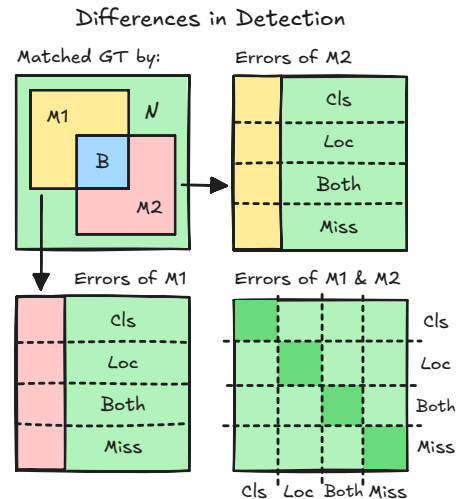 Differences in Detection
Matched GT by:
M1
N
B
M2
Errors of M2
Cls
Loc
Both
Miss
Errors of M1
Cls
Loc
Both
Miss
Errors of M1 & M2
Cls
Loc
Both
Miss
Cls Loc Both Miss